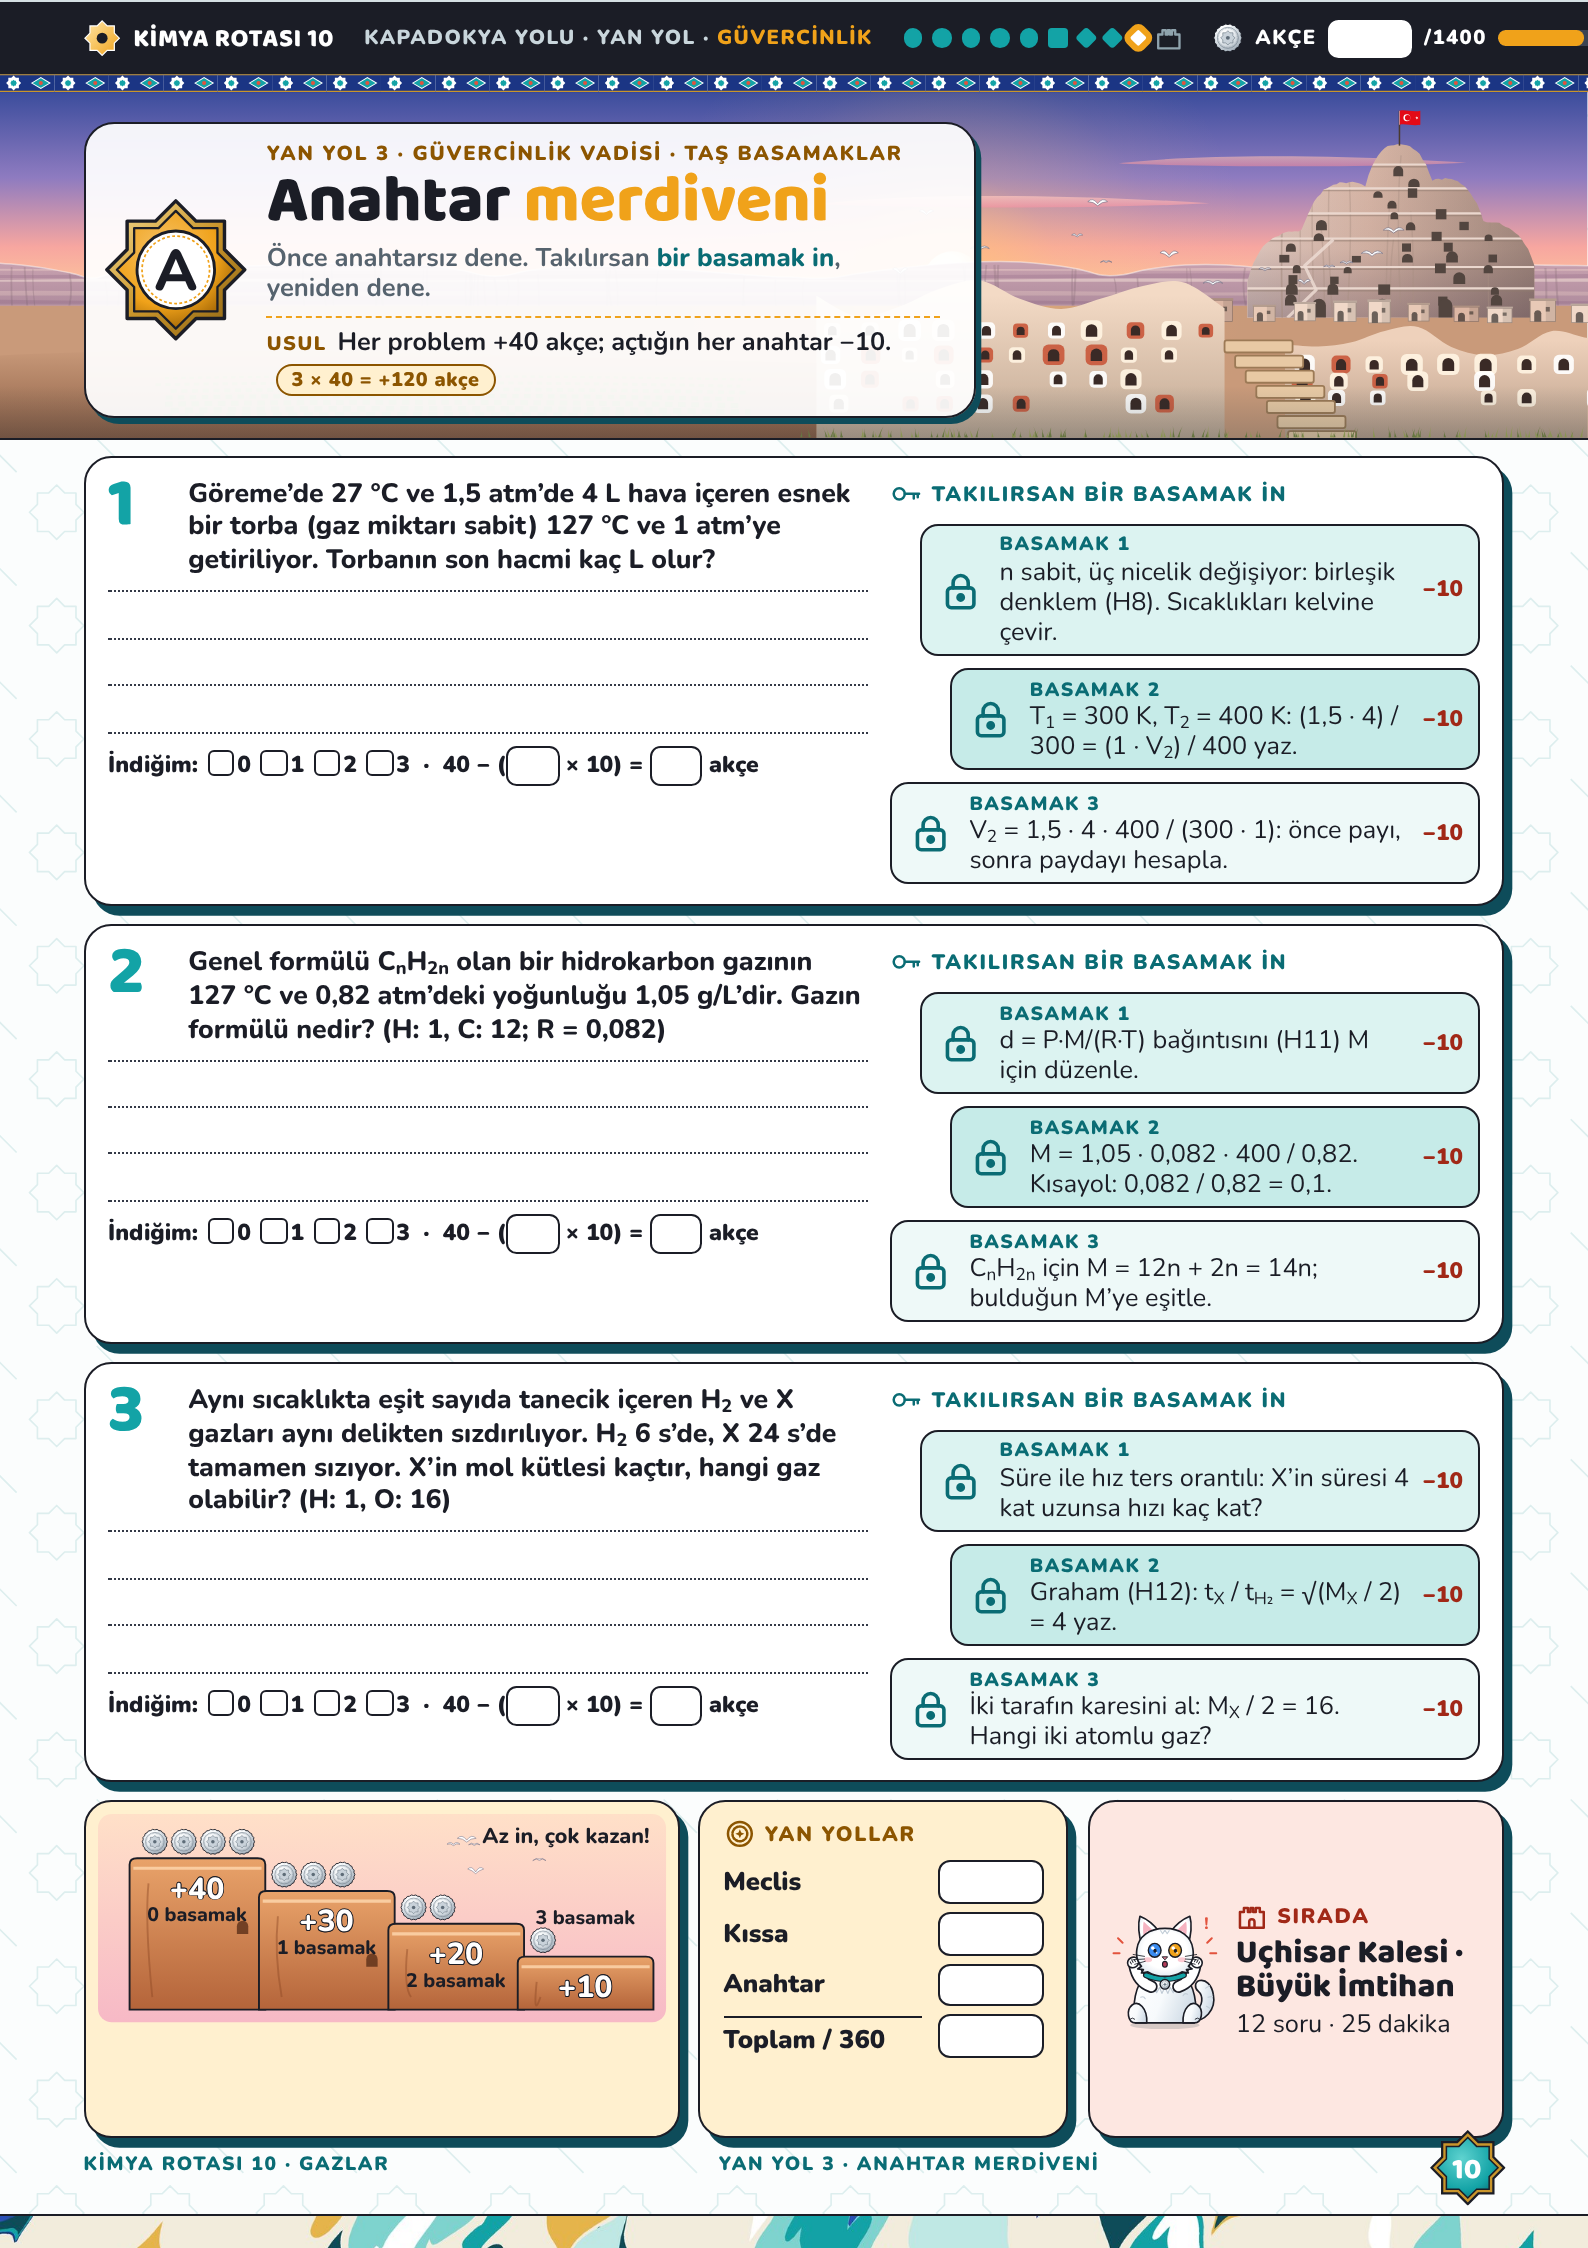 KİMYA ROTASI 10
KAPADOKYA YOLU · YAN YOL · GÜVERCİNLİK
AKÇE /1400
YAN YOL 3 · GÜVERCİNLİK VADİSİ · TAŞ BASAMAKLAR
Anahtar merdiveni
A
Önce anahtarsız dene. Takılırsan bir basamak in,
yeniden dene.
USUL Her problem +40 akçe; açtığın her anahtar −10.
3 × 40 = +120 akçe
1
Göreme’de 27 °C ve 1,5 atm’de 4 L hava içeren esnek
bir torba (gaz miktarı sabit) 127 °C ve 1 atm’ye
getiriliyor. Torbanın son hacmi kaç L olur?
İndiğim: 0 1 2 3 · 40 − ( × 10) = akçe
TAKILIRSAN BİR BASAMAK İN
BASAMAK 1
n sabit, üç nicelik değişiyor: birleşik
denklem (H8). Sıcaklıkları kelvine
çevir.
−10
BASAMAK 2
T₁ = 300 K, T₂ = 400 K: (1,5 · 4) /
300 = (1 · V₂) / 400 yaz.
−10
BASAMAK 3
V₂ = 1,5 · 4 · 400 / (300 · 1): önce payı,
sonra paydayı hesapla.
−10
2
Genel formülü CₙH₂ₙ olan bir hidrokarbon gazının
127 °C ve 0,82 atm’deki yoğunluğu 1,05 g/L’dir. Gazın
formülü nedir? (H: 1, C: 12; R = 0,082)
İndiğim: 0 1 2 3 · 40 − ( × 10) = akçe
TAKILIRSAN BİR BASAMAK İN
BASAMAK 1
d = P·M/(R·T) bağıntısını (H11) M
için düzenle.
−10
BASAMAK 2
M = 1,05 · 0,082 · 400 / 0,82.
Kısayol: 0,082 / 0,82 = 0,1.
−10
BASAMAK 3
CₙH₂ₙ için M = 12n + 2n = 14n;
bulduğun M’ye eşitle.
−10
3
Aynı sıcaklıkta eşit sayıda tanecik içeren H₂ ve X
gazları aynı delikten sızdırılıyor. H₂ 6 s’de, X 24 s’de
tamamen sızıyor. X’in mol kütlesi kaçtır, hangi gaz
olabilir? (H: 1, O: 16)
İndiğim: 0 1 2 3 · 40 − ( × 10) = akçe
TAKILIRSAN BİR BASAMAK İN
BASAMAK 1
Süre ile hız ters orantılı: X’in süresi 4
kat uzunsa hızı kaç kat?
−10
BASAMAK 2
Graham (H12): tX / tH₂ = √(MX / 2)
= 4 yaz.
−10
BASAMAK 3
İki tarafın karesini al: MX / 2 = 16.
Hangi iki atomlu gaz?
−10
Az in, çok kazan!
+40
0 basamak
+30
1 basamak
+20
2 basamak
3 basamak
+10
YAN YOLLAR
Meclis
Kıssa
Anahtar
Toplam / 360
!
SIRADA
Uçhisar Kalesi ·
Büyük İmtihan
12 soru · 25 dakika
KİMYA ROTASI 10 · GAZLAR
YAN YOL 3 · ANAHTAR MERDİVENİ
10